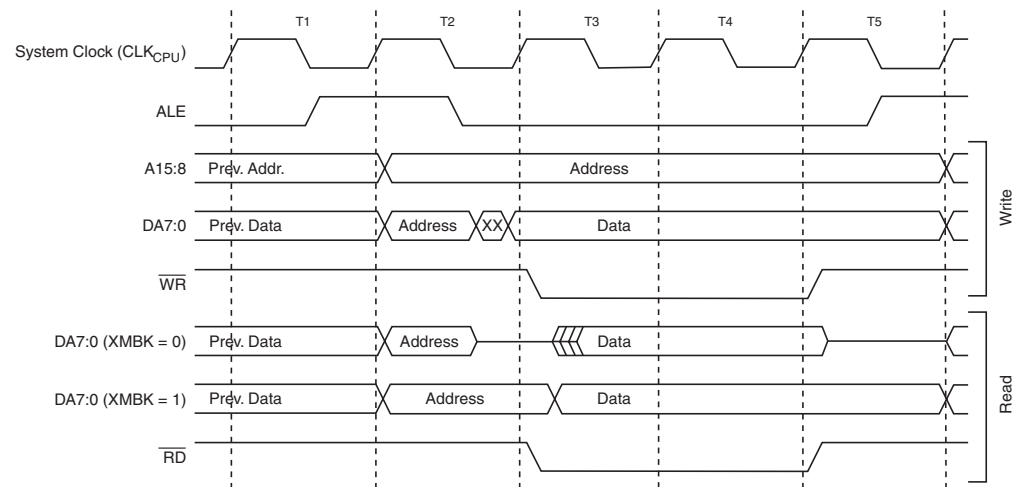 T1 T2 T3 T4 T5
System Clock (CLKCPU)
ALE
A15:8 Prev. Addr. Address
DA7:0 Prev. Data Address XX Data
WR
Write
DA7:0 (XMBK = 0) Prev. Data Address Data
DA7:0 (XMBK = 1) Prev. Data Address Data
RD
Read